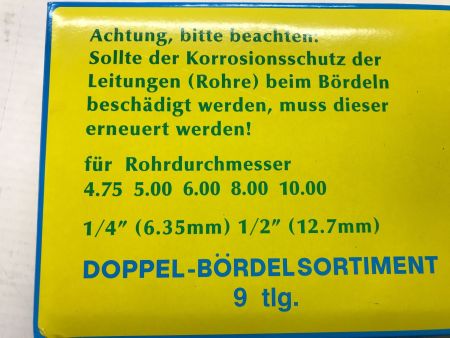 Achtung, bitte beachten:
Sollte der Korrosionsschutz der
Leitungen (Rohre) beim Bördeln
beschädigt werden, muss dieser
erneuert werden!
für Rohrdurchmesser
4.75 5.00 6.00 8.00 10.00
1/4” (6.35mm) 1/2” (12.7mm)
DOPPEL-BÖRDELSORTIMENT
9 tlg.